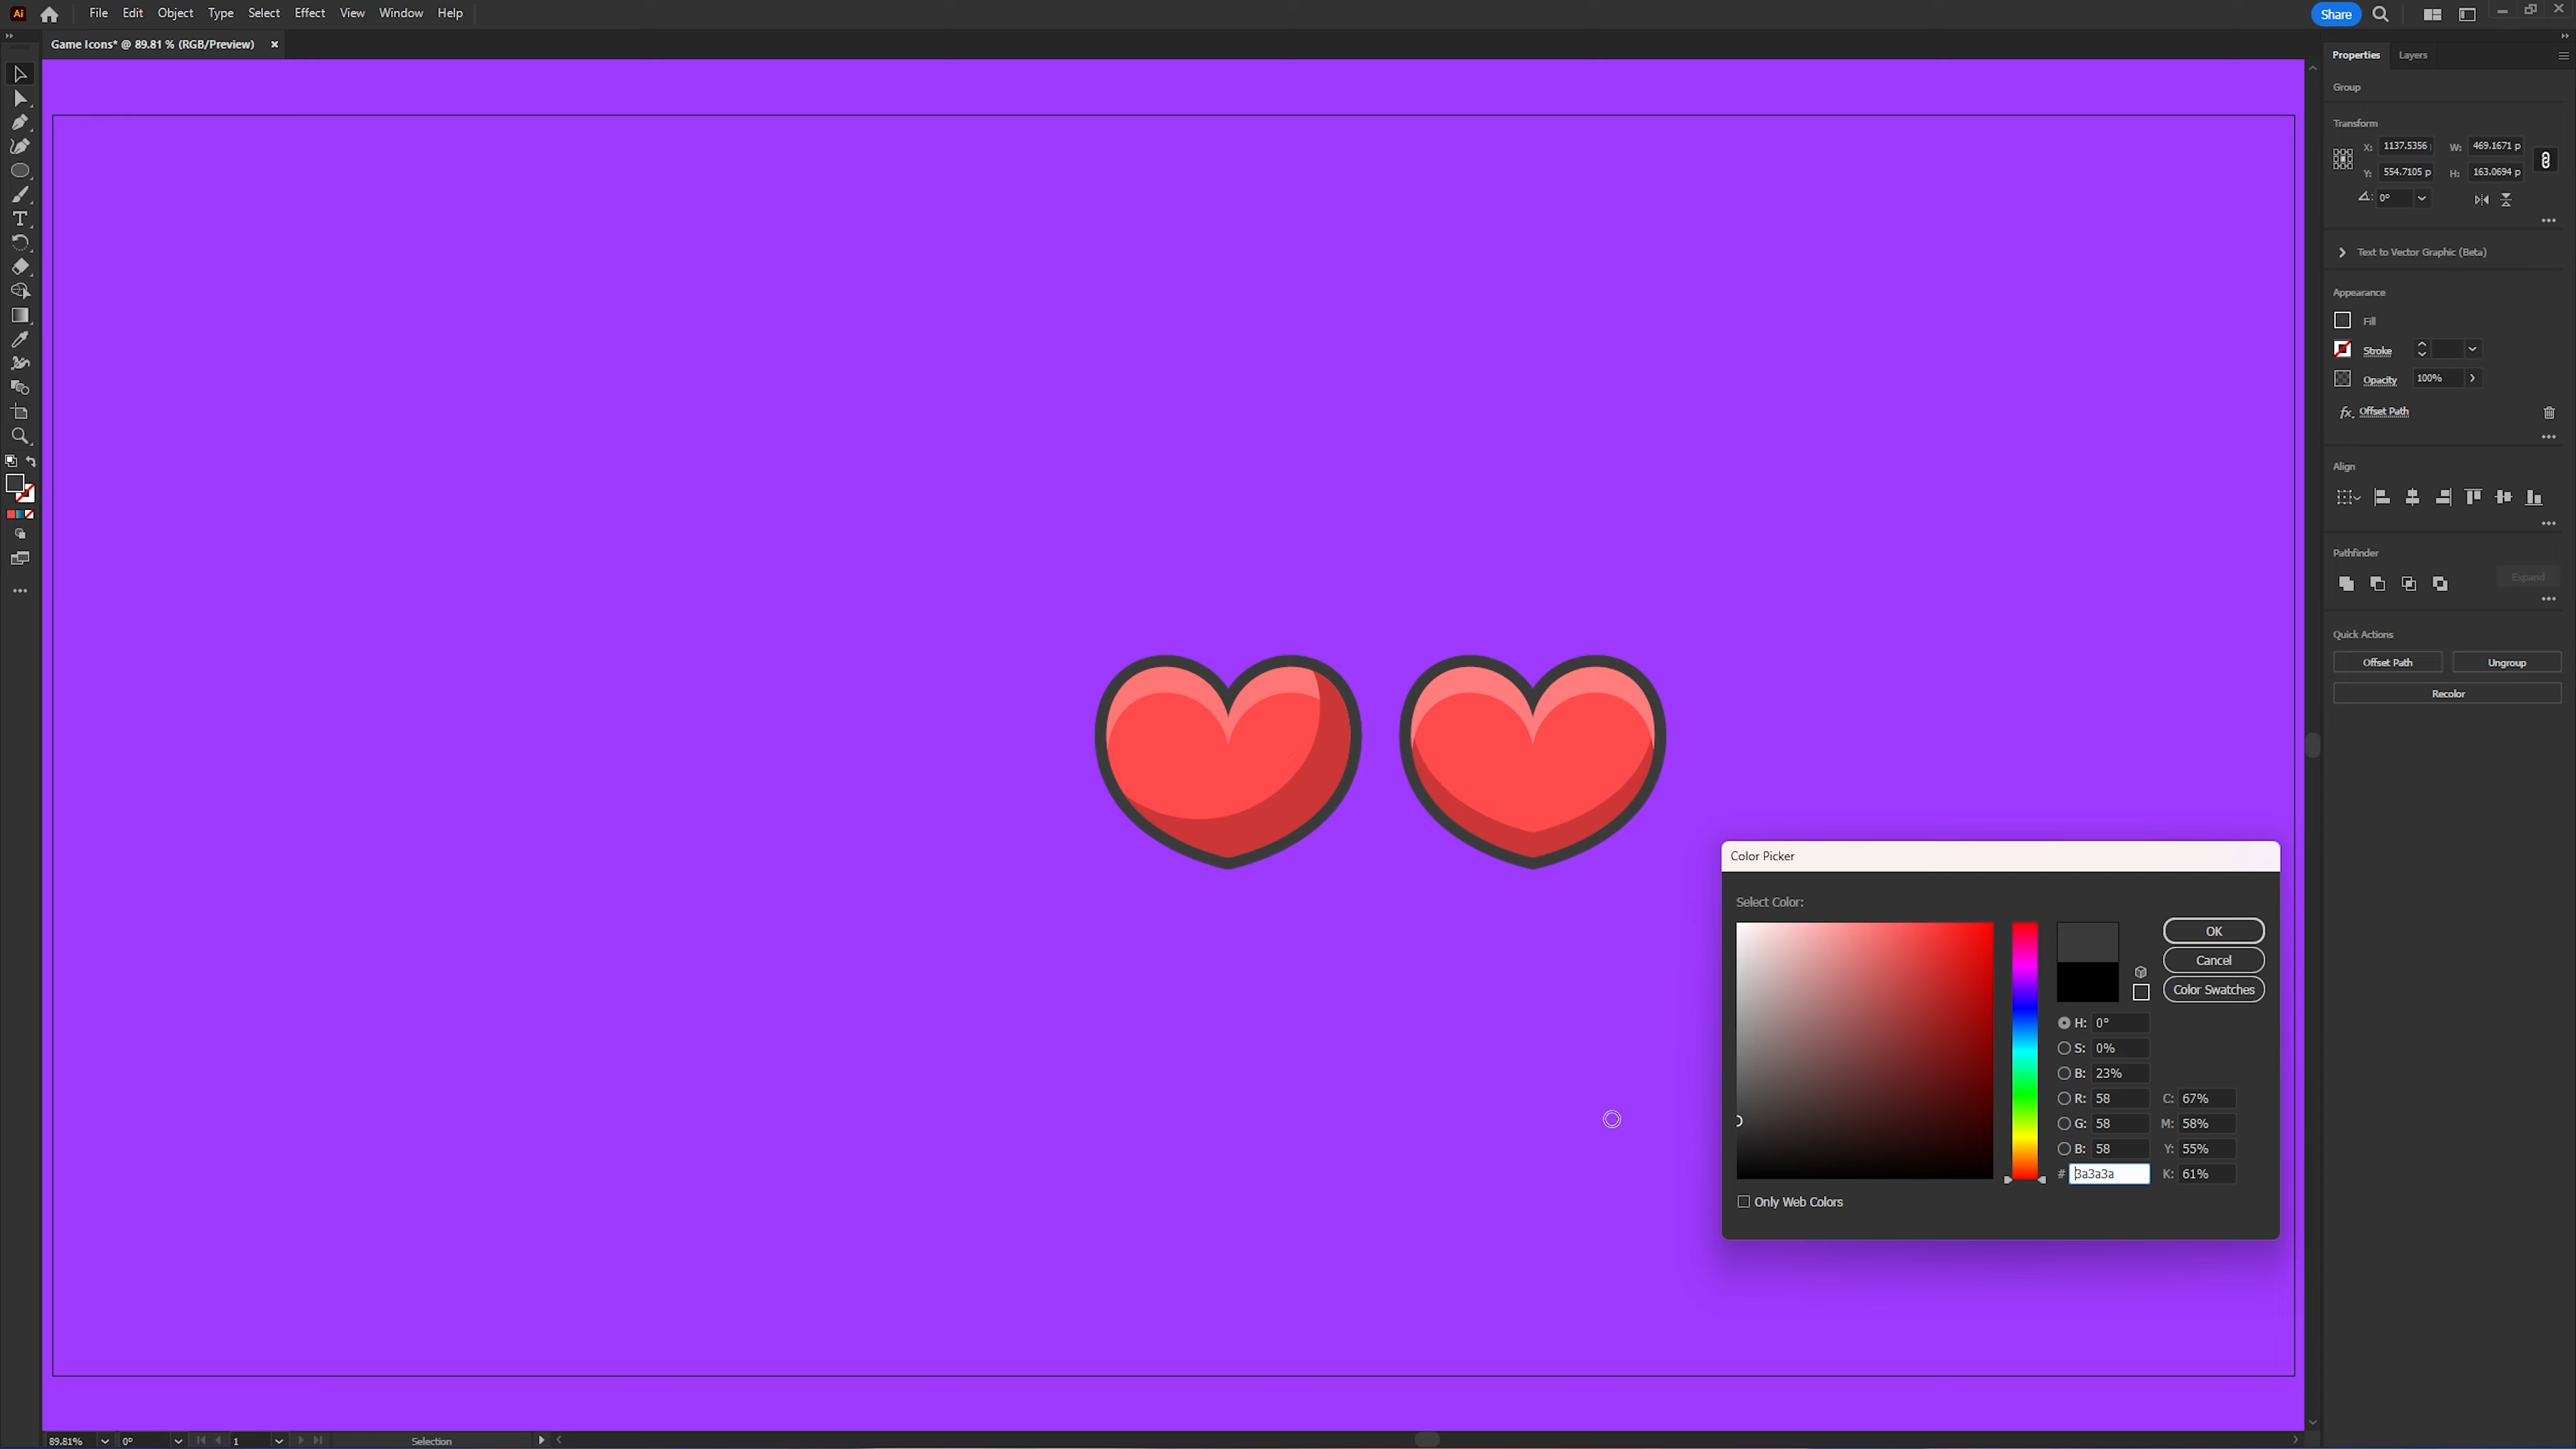 Ai File Edit Object Type Select Effect View Window Help Share
Game Icons* @ 89.81 % (RGB/Preview) ×
Properties Layers
Group
Transform
X: 1137.5356 W: 469.1671 p
Y: 554.7105 p H: 163.0694 p
0°
Text to Vector Graphic (Beta)
Appearance
Fill
Stroke
Opacity 100%
fx. Offset Path
Align
Pathfinder
Expand
Quick Actions
Offset Path Ungroup
Recolor
Color Picker
Select Color:
OK
Cancel
Color Swatches
H: 0°
S: 0%
B: 23%
R: 58 C: 67%
G: 58 M: 58%
B: 58 Y: 55%
# 3a3a3a K: 61%
Only Web Colors
89.81% 0° 1 Selection